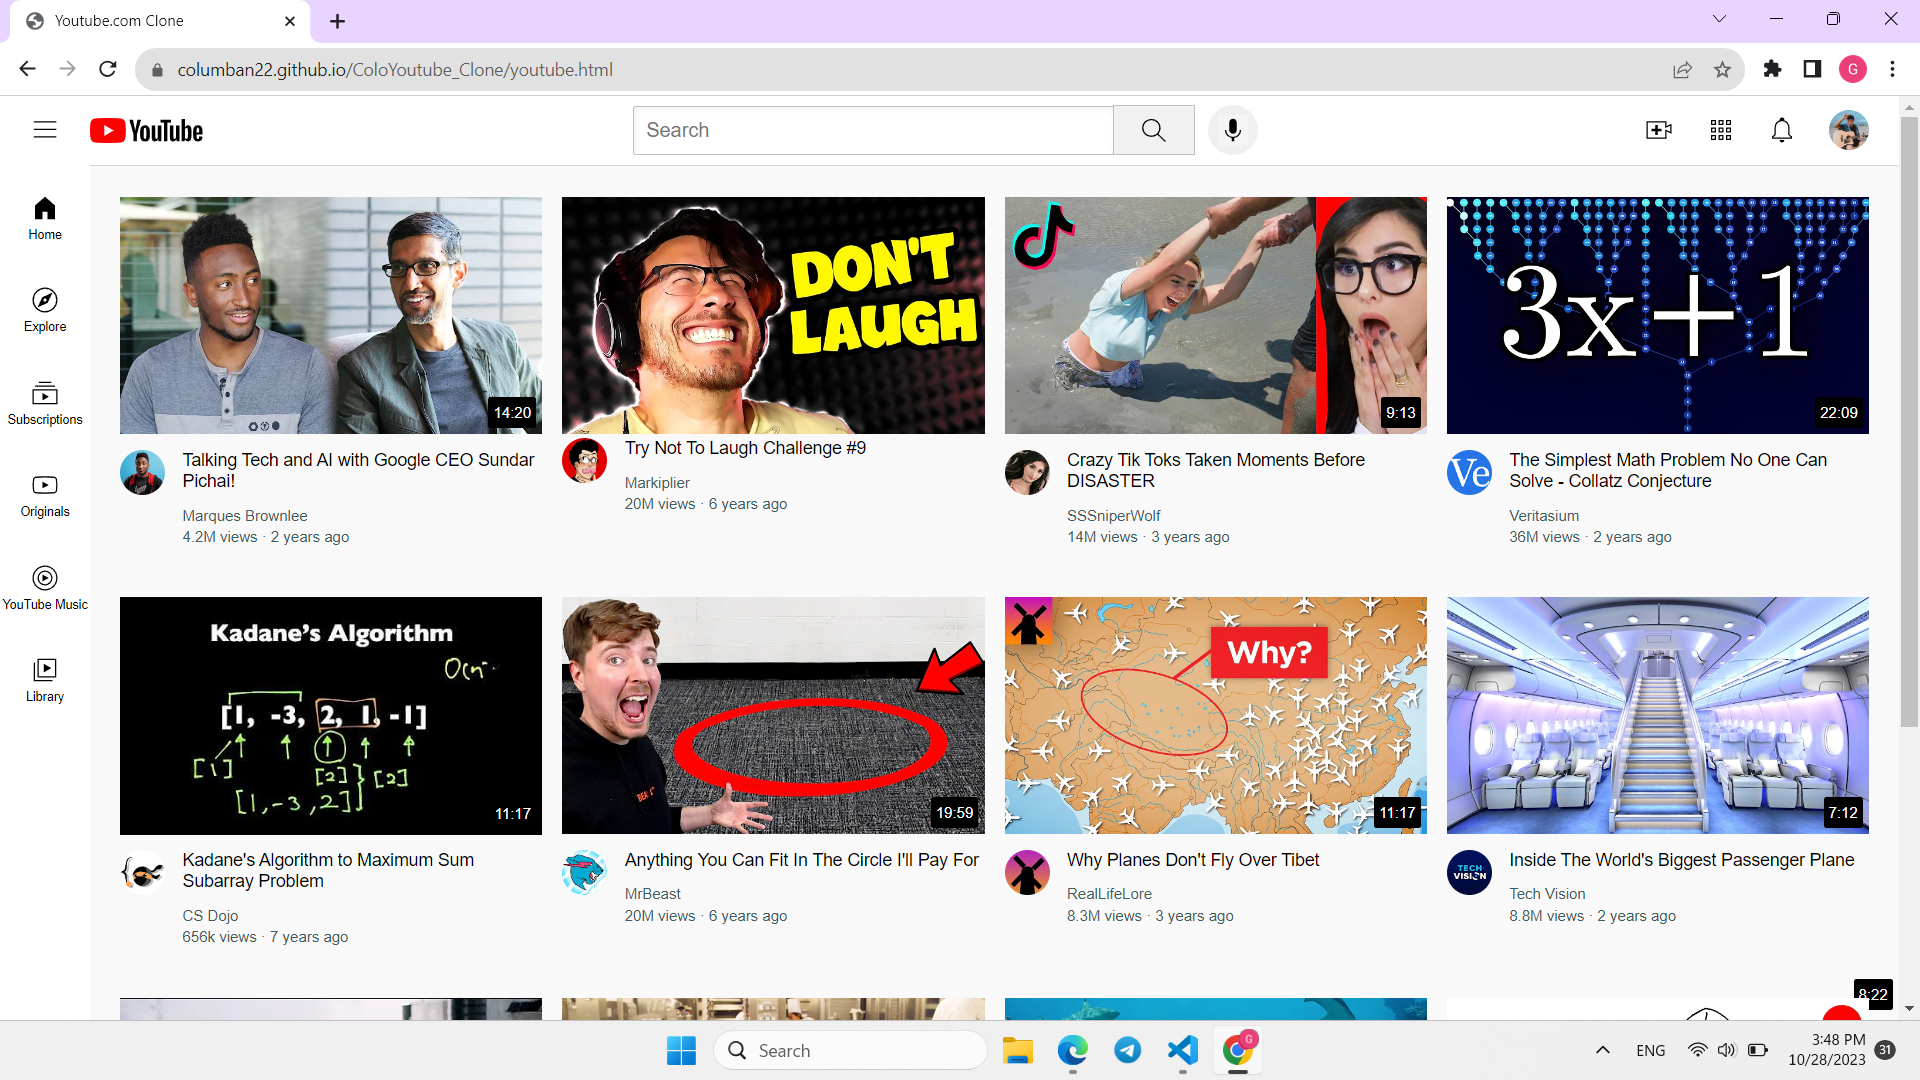 Youtube.com Clone
columban22.github.io/ColoYoutube_Clone/youtube.html
G
YouTube
Search
Home
Explore
Subscriptions
Originals
YouTube Music
Library
14:20
DON'T
LAUGH
9:13
3x+1
22:09
Talking Tech and AI with Google CEO Sundar
Pichai!
Marques Brownlee
4.2M views · 2 years ago
Try Not To Laugh Challenge #9
Markiplier
20M views · 6 years ago
Crazy Tik Toks Taken Moments Before
DISASTER
SSSniperWolf
14M views · 3 years ago
Ve
The Simplest Math Problem No One Can
Solve - Collatz Conjecture
Veritasium
36M views · 2 years ago
Kadane's Algorithm
[1, -3, 2, 1, -1]
[1]
[2]
[2]
[1,-3,2]
11:17
19:59
Why?
11:17
7:12
Kadane's Algorithm to Maximum Sum
Subarray Problem
CS Dojo
656k views · 7 years ago
Anything You Can Fit In The Circle I'll Pay For
MrBeast
20M views · 6 years ago
Why Planes Don't Fly Over Tibet
RealLifeLore
8.3M views · 3 years ago
TECH
VISION
Inside The World's Biggest Passenger Plane
Tech Vision
8.8M views · 2 years ago
8:22
Search
G
ENG
3:48 PM
10/28/2023
31